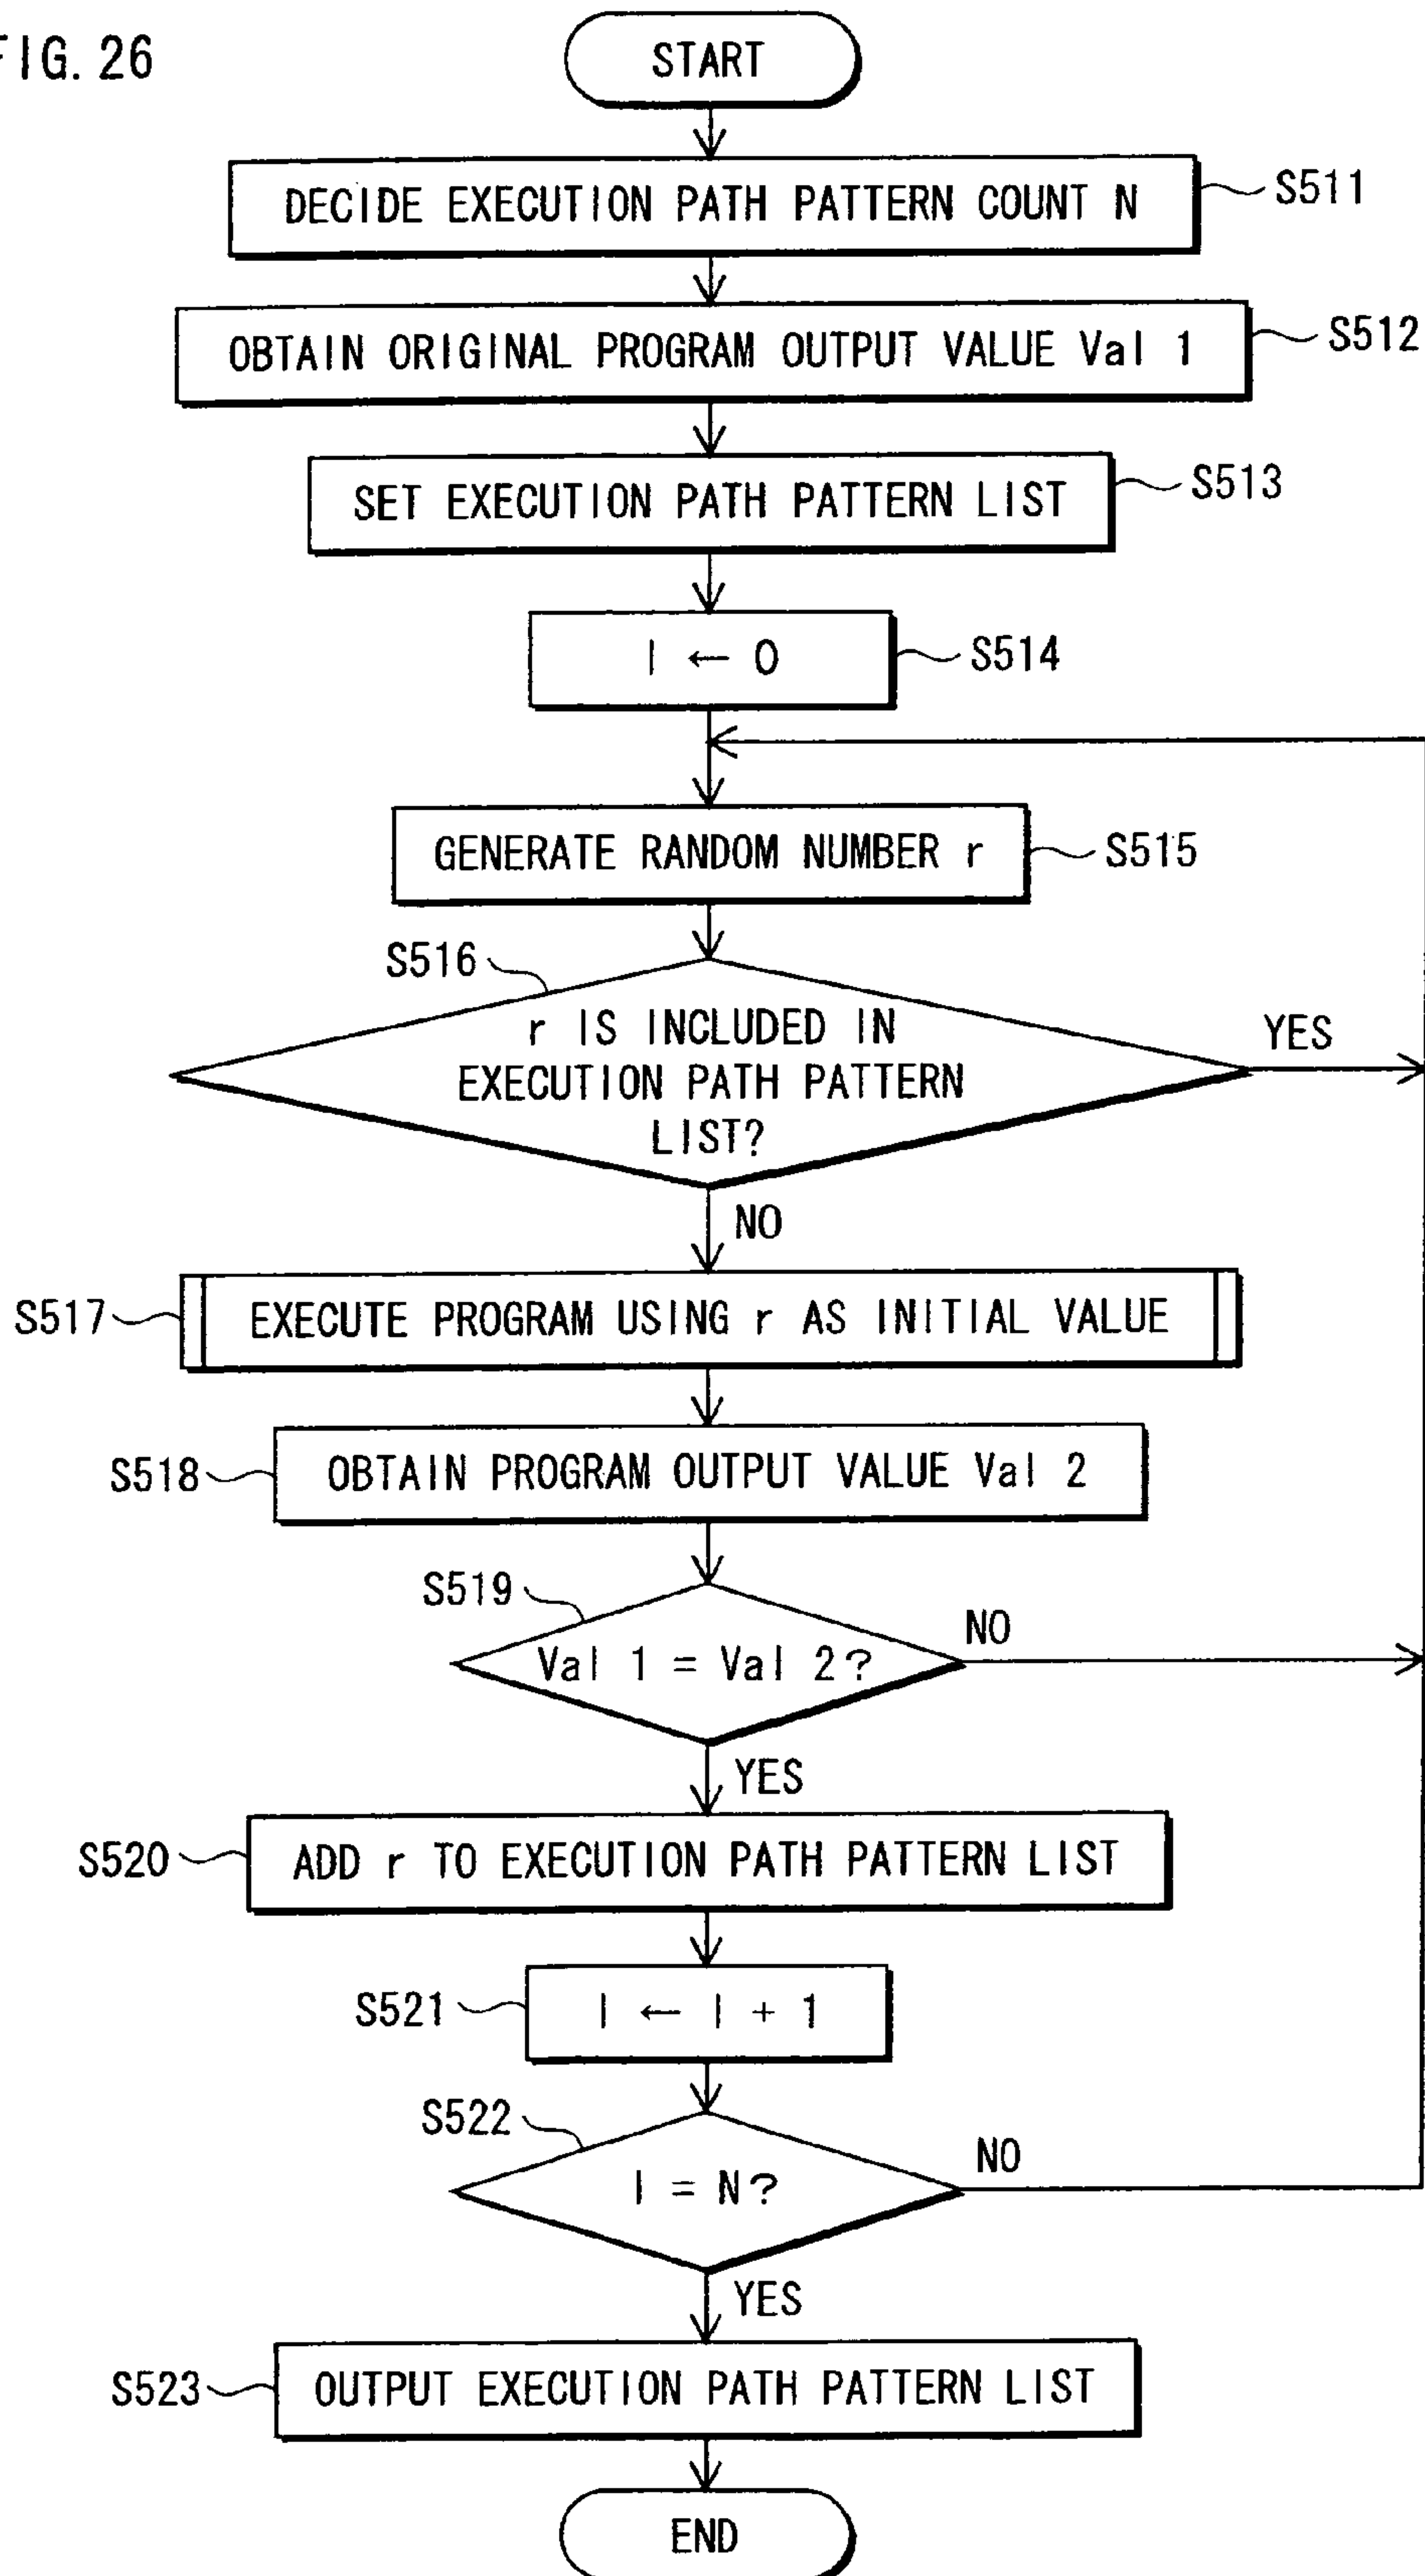 FIG. 26
START
DECIDE EXECUTION PATH PATTERN COUNT N
S511
OBTAIN ORIGINAL PROGRAM OUTPUT VALUE Val 1
S512
SET EXECUTION PATH PATTERN LIST
S513
I ← 0
S514
GENERATE RANDOM NUMBER r
S515
S516
r IS INCLUDED IN
EXECUTION PATH PATTERN
LIST?
YES
NO
S517
EXECUTE PROGRAM USING r AS INITIAL VALUE
S518
OBTAIN PROGRAM OUTPUT VALUE Val 2
S519
Val 1 = Val 2?
NO
YES
S520
ADD r TO EXECUTION PATH PATTERN LIST
S521
I ← I + 1
S522
I = N?
NO
YES
S523
OUTPUT EXECUTION PATH PATTERN LIST
END